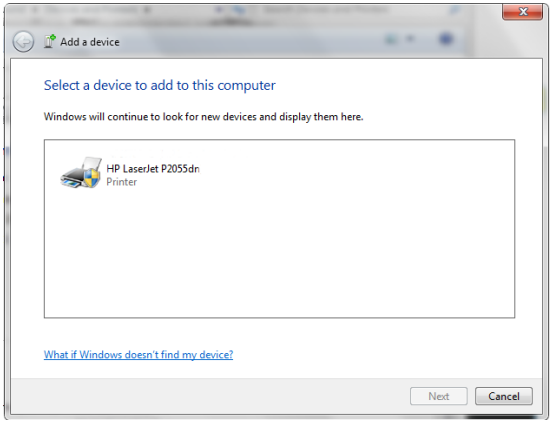 Add a device
Select a device to add to this computer
Windows will continue to look for new devices and display them here.
HP LaserJet P2055dn
Printer
What if Windows doesn't find my device?
Next
Cancel